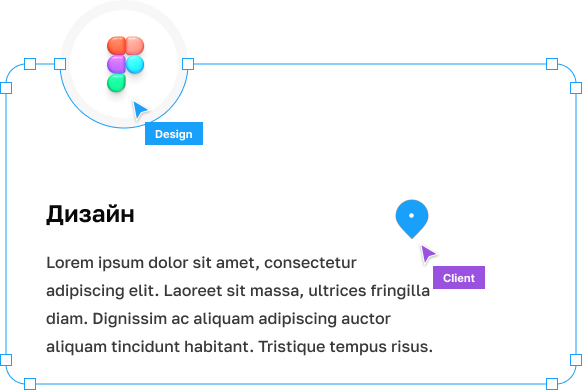 Design
Дизайн
Client
Lorem ipsum dolor sit amet, consectetur
adipiscing elit. Laoreet sit massa, ultrices fringilla
diam. Dignissim ac aliquam adipiscing auctor
aliquam tincidunt habitant. Tristique tempus risus.